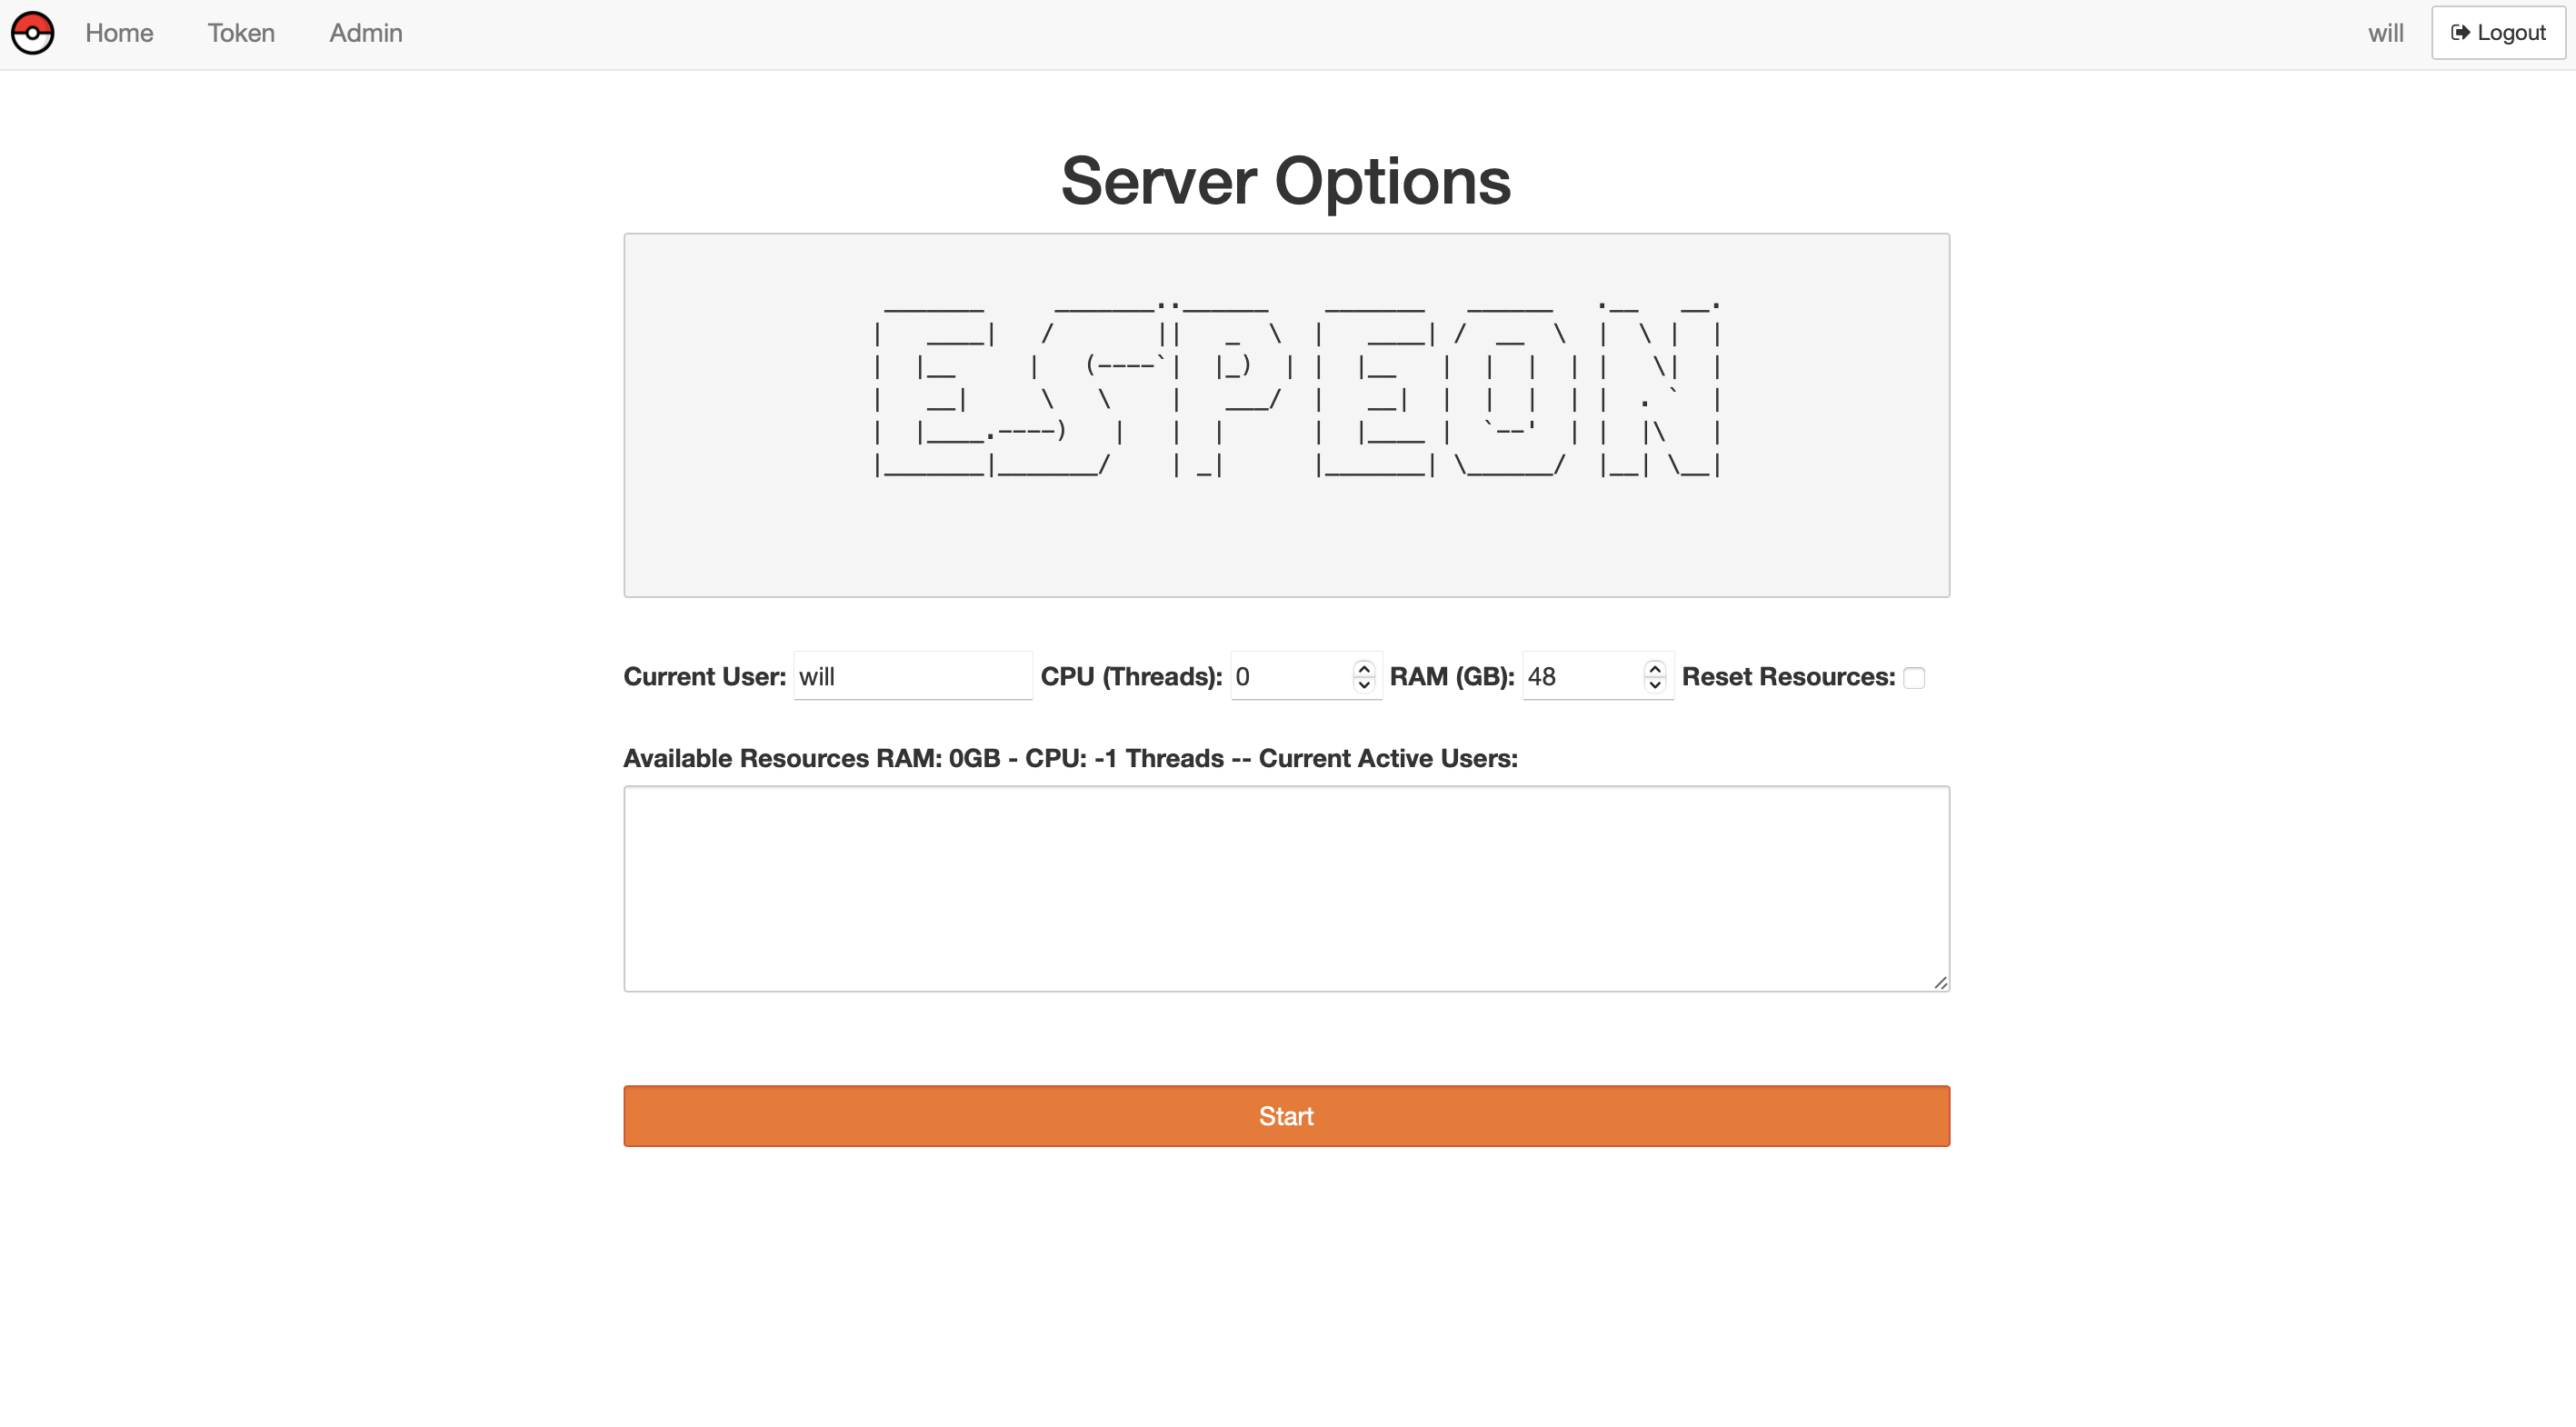 Home Token Admin will Logout
Server Options
ESPEON
Current User: will CPU (Threads): 0 RAM (GB): 48 Reset Resources:
Available Resources RAM: 0GB - CPU: -1 Threads -- Current Active Users:
Start